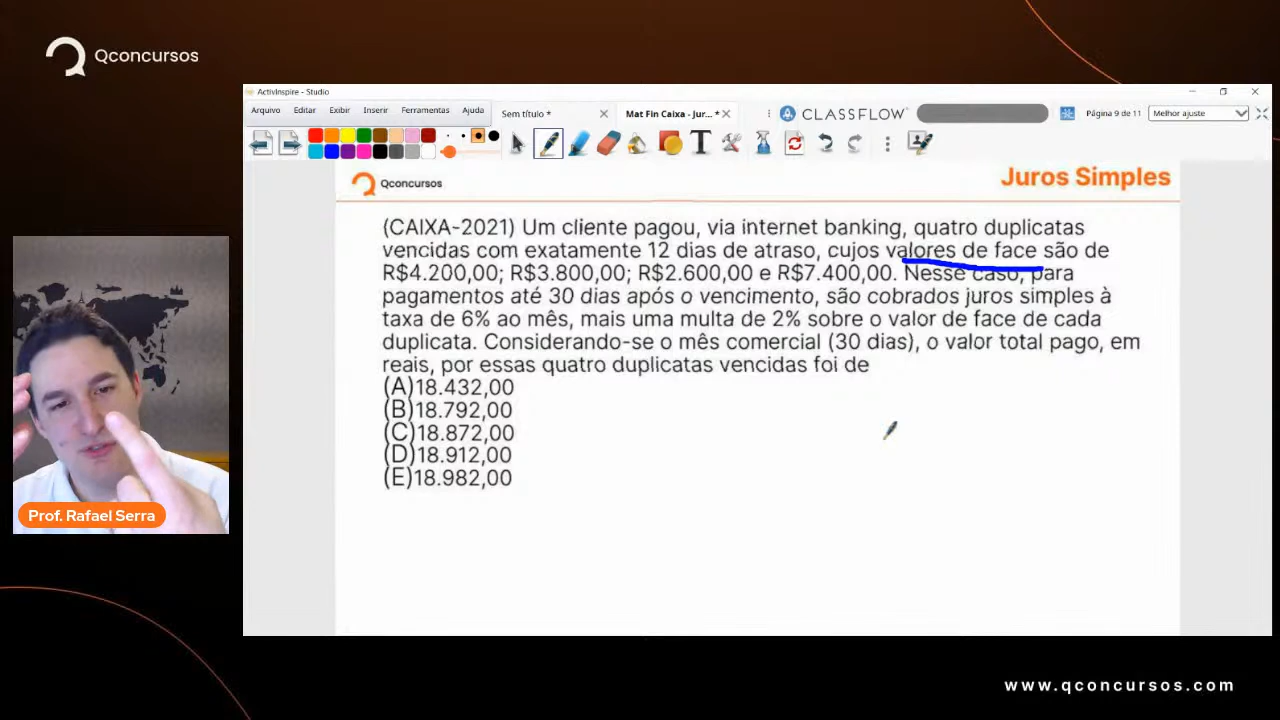 Qconcursos
ActivInspire - Studio
Arquivo Editar Exibir Inserir Ferramentas Ajuda
Sem título *
Mat Fin Caixa - Jur... *
CLASSFLOW
Página 9 de 11
Melhor ajuste
Qconcursos
Juros Simples
(CAIXA-2021) Um cliente pagou, via internet banking, quatro duplicatas
vencidas com exatamente 12 dias de atraso, cujos valores de face são de
R$4.200,00; R$3.800,00; R$2.600,00 e R$7.400,00. Nesse caso, para
pagamentos até 30 dias após o vencimento, são cobrados juros simples à
taxa de 6% ao mês, mais uma multa de 2% sobre o valor de face de cada
duplicata. Considerando-se o mês comercial (30 dias), o valor total pago, em
reais, por essas quatro duplicatas vencidas foi de
(A)18.432,00
(B)18.792,00
(C)18.872,00
(D)18.912,00
(E)18.982,00
Prof. Rafael Serra
www.qconcursos.com